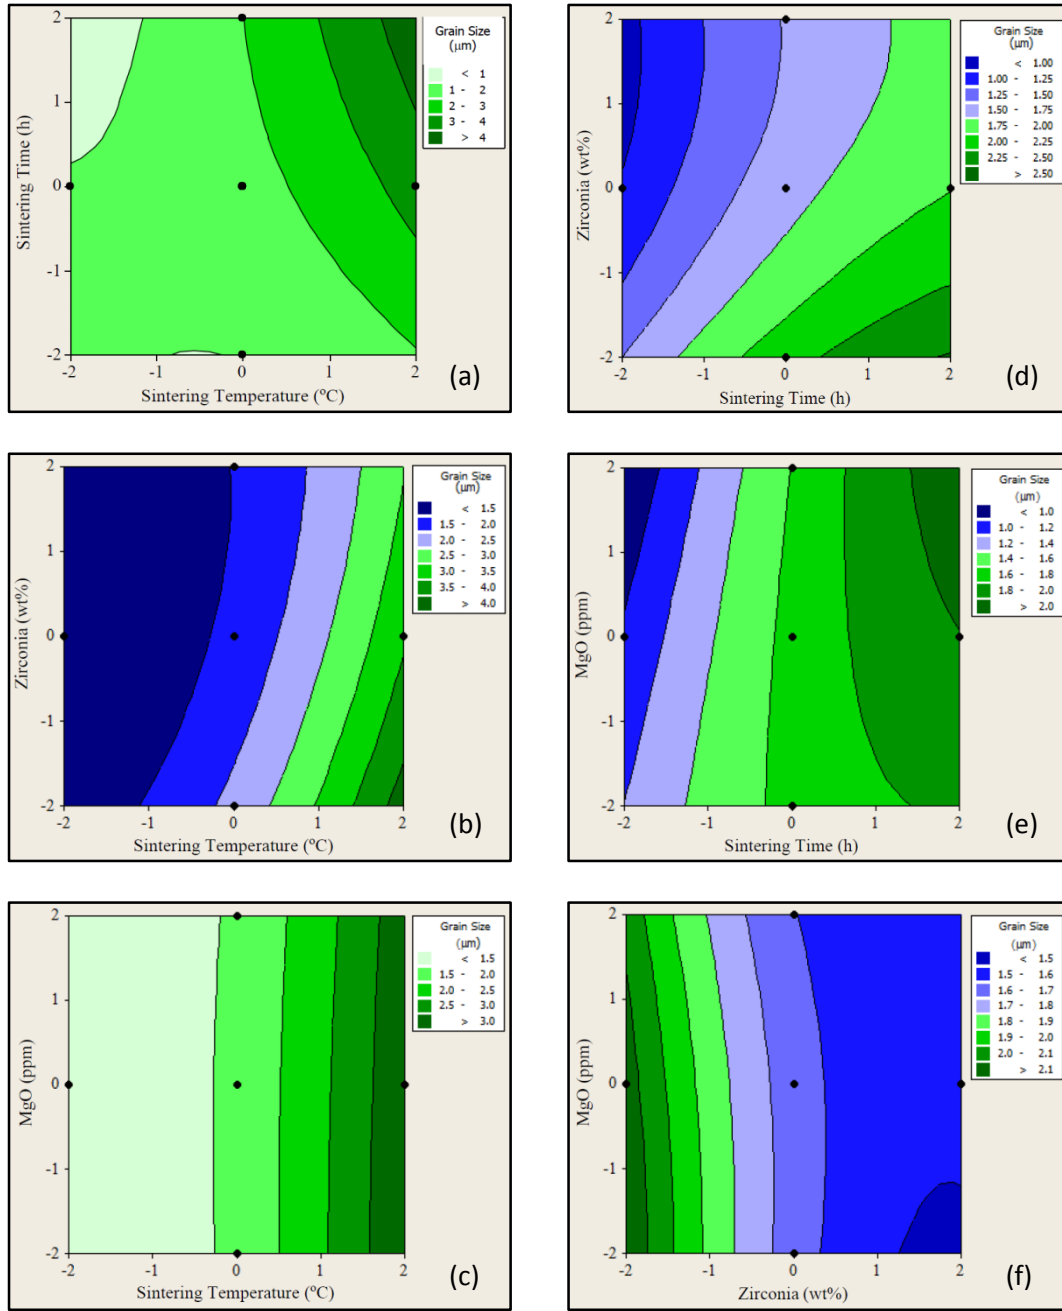 Grain Size
(µm)
< 1
1 - 2
2 - 3
3 - 4
> 4
2
1
0
-1
-2
Sintering Time (h)
-2
-1
0
1
2
Sintering Temperature (ºC)
(a)
Grain Size
(µm)
< 1.00
1.00 - 1.25
1.25 - 1.50
1.50 - 1.75
1.75 - 2.00
2.00 - 2.25
2.25 - 2.50
> 2.50
2
1
0
-1
-2
Zirconia (wt%)
-2
-1
0
1
2
Sintering Time (h)
(d)
Grain Size
(µm)
< 1.5
1.5 - 2.0
2.0 - 2.5
2.5 - 3.0
3.0 - 3.5
3.5 - 4.0
> 4.0
2
1
0
-1
-2
Zirconia (wt%)
-2
-1
0
1
2
Sintering Temperature (ºC)
(b)
Grain Size
(µm)
< 1.0
1.0 - 1.2
1.2 - 1.4
1.4 - 1.6
1.6 - 1.8
1.8 - 2.0
> 2.0
2
1
0
-1
-2
MgO (ppm)
-2
-1
0
1
2
Sintering Time (h)
(e)
Grain Size
(µm)
< 1.5
1.5 - 2.0
2.0 - 2.5
2.5 - 3.0
> 3.0
2
1
0
-1
-2
MgO (ppm)
-2
-1
0
1
2
Sintering Temperature (ºC)
(c)
Grain Size
(µm)
< 1.5
1.5 - 1.6
1.6 - 1.7
1.7 - 1.8
1.8 - 1.9
1.9 - 2.0
2.0 - 2.1
> 2.1
2
1
0
-1
-2
MgO (ppm)
-2
-1
0
1
2
Zirconia (wt%)
(f)